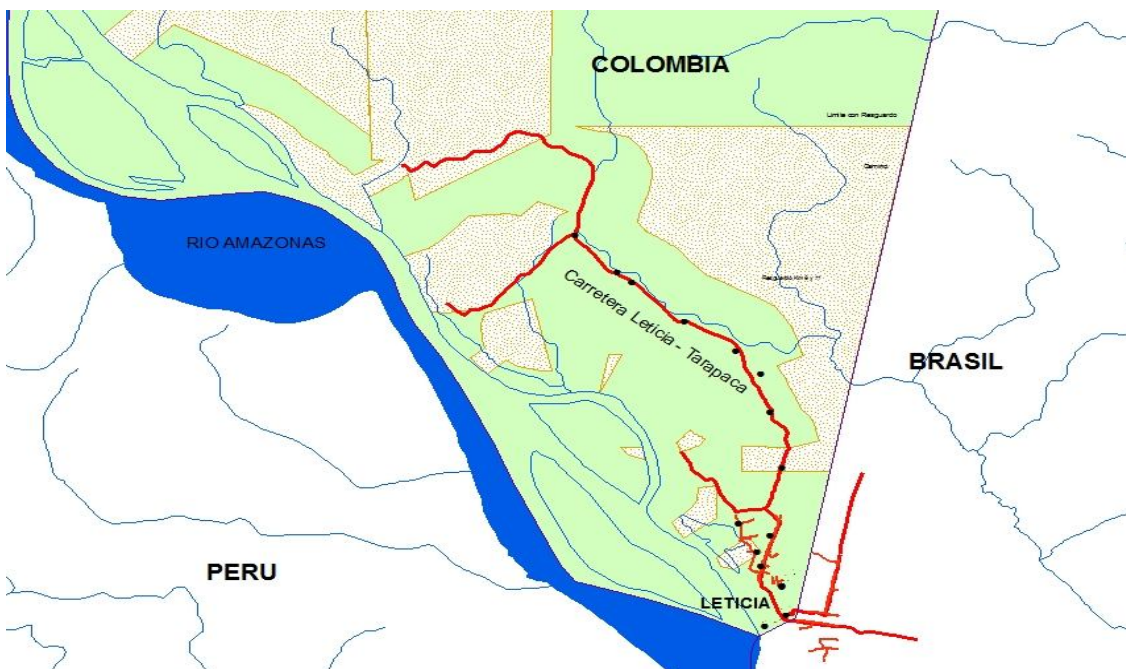 COLOMBIA
Limite con Resguardo
Camino
RIO AMAZONAS
Carretera Leticia - Tarapaca
BRASIL
PERU
LETICIA